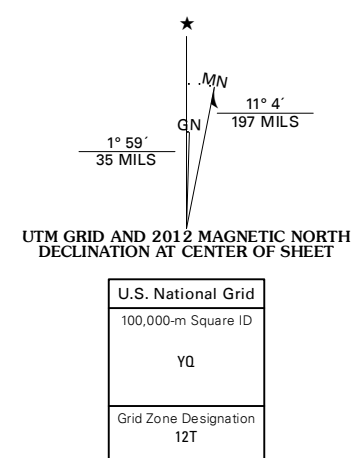 ★
MN
GN
11° 4´
197 MILS
1° 59´
35 MILS
UTM GRID AND 2012 MAGNETIC NORTH
DECLINATION AT CENTER OF SHEET
U.S. National Grid
100,000-m Square ID
YQ
Grid Zone Designation
12T